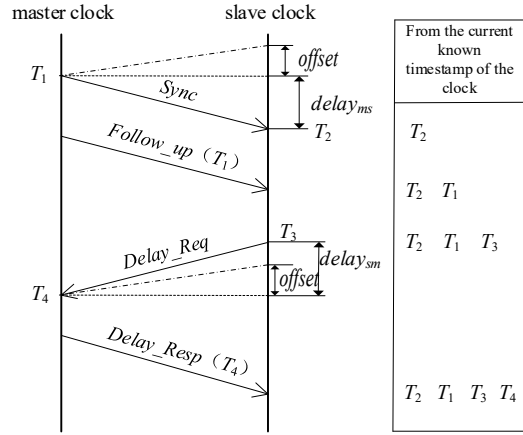 master clock
slave clock
From the current
known
timestamp of the
clock
offset
T1
Sync
delayms
T2
T2
Follow_up（T1）
T2 T1
T3
Delay_Req
delaysm
T2 T1 T3
offset
T4
Delay_Resp（T4）
T2 T1 T3 T4